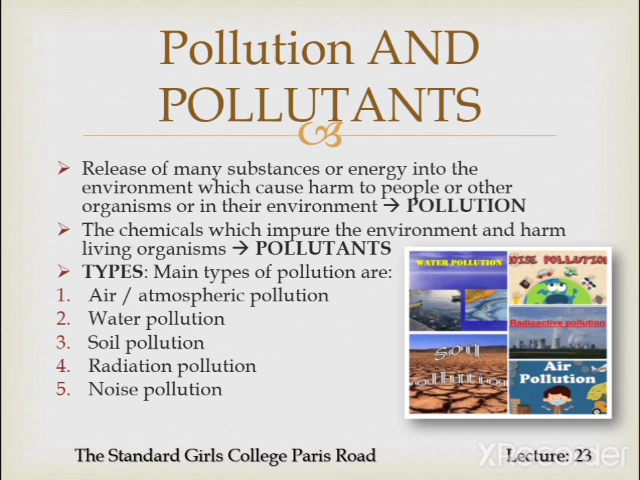 Pollution AND
POLLUTANTS
➢ Release of many substances or energy into the
environment which cause harm to people or other
organisms or in their environment → POLLUTION
➢ The chemicals which impure the environment and harm
living organisms → POLLUTANTS
➢ TYPES: Main types of pollution are:
1. Air / atmospheric pollution
2. Water pollution
3. Soil pollution
4. Radiation pollution
5. Noise pollution
WATER POLLUTION
NOISE POLLUTION
Radioactive pollution
Soil
pollution
Air
Pollution
The Standard Girls College Paris Road
Lecture: 23
XRecorder